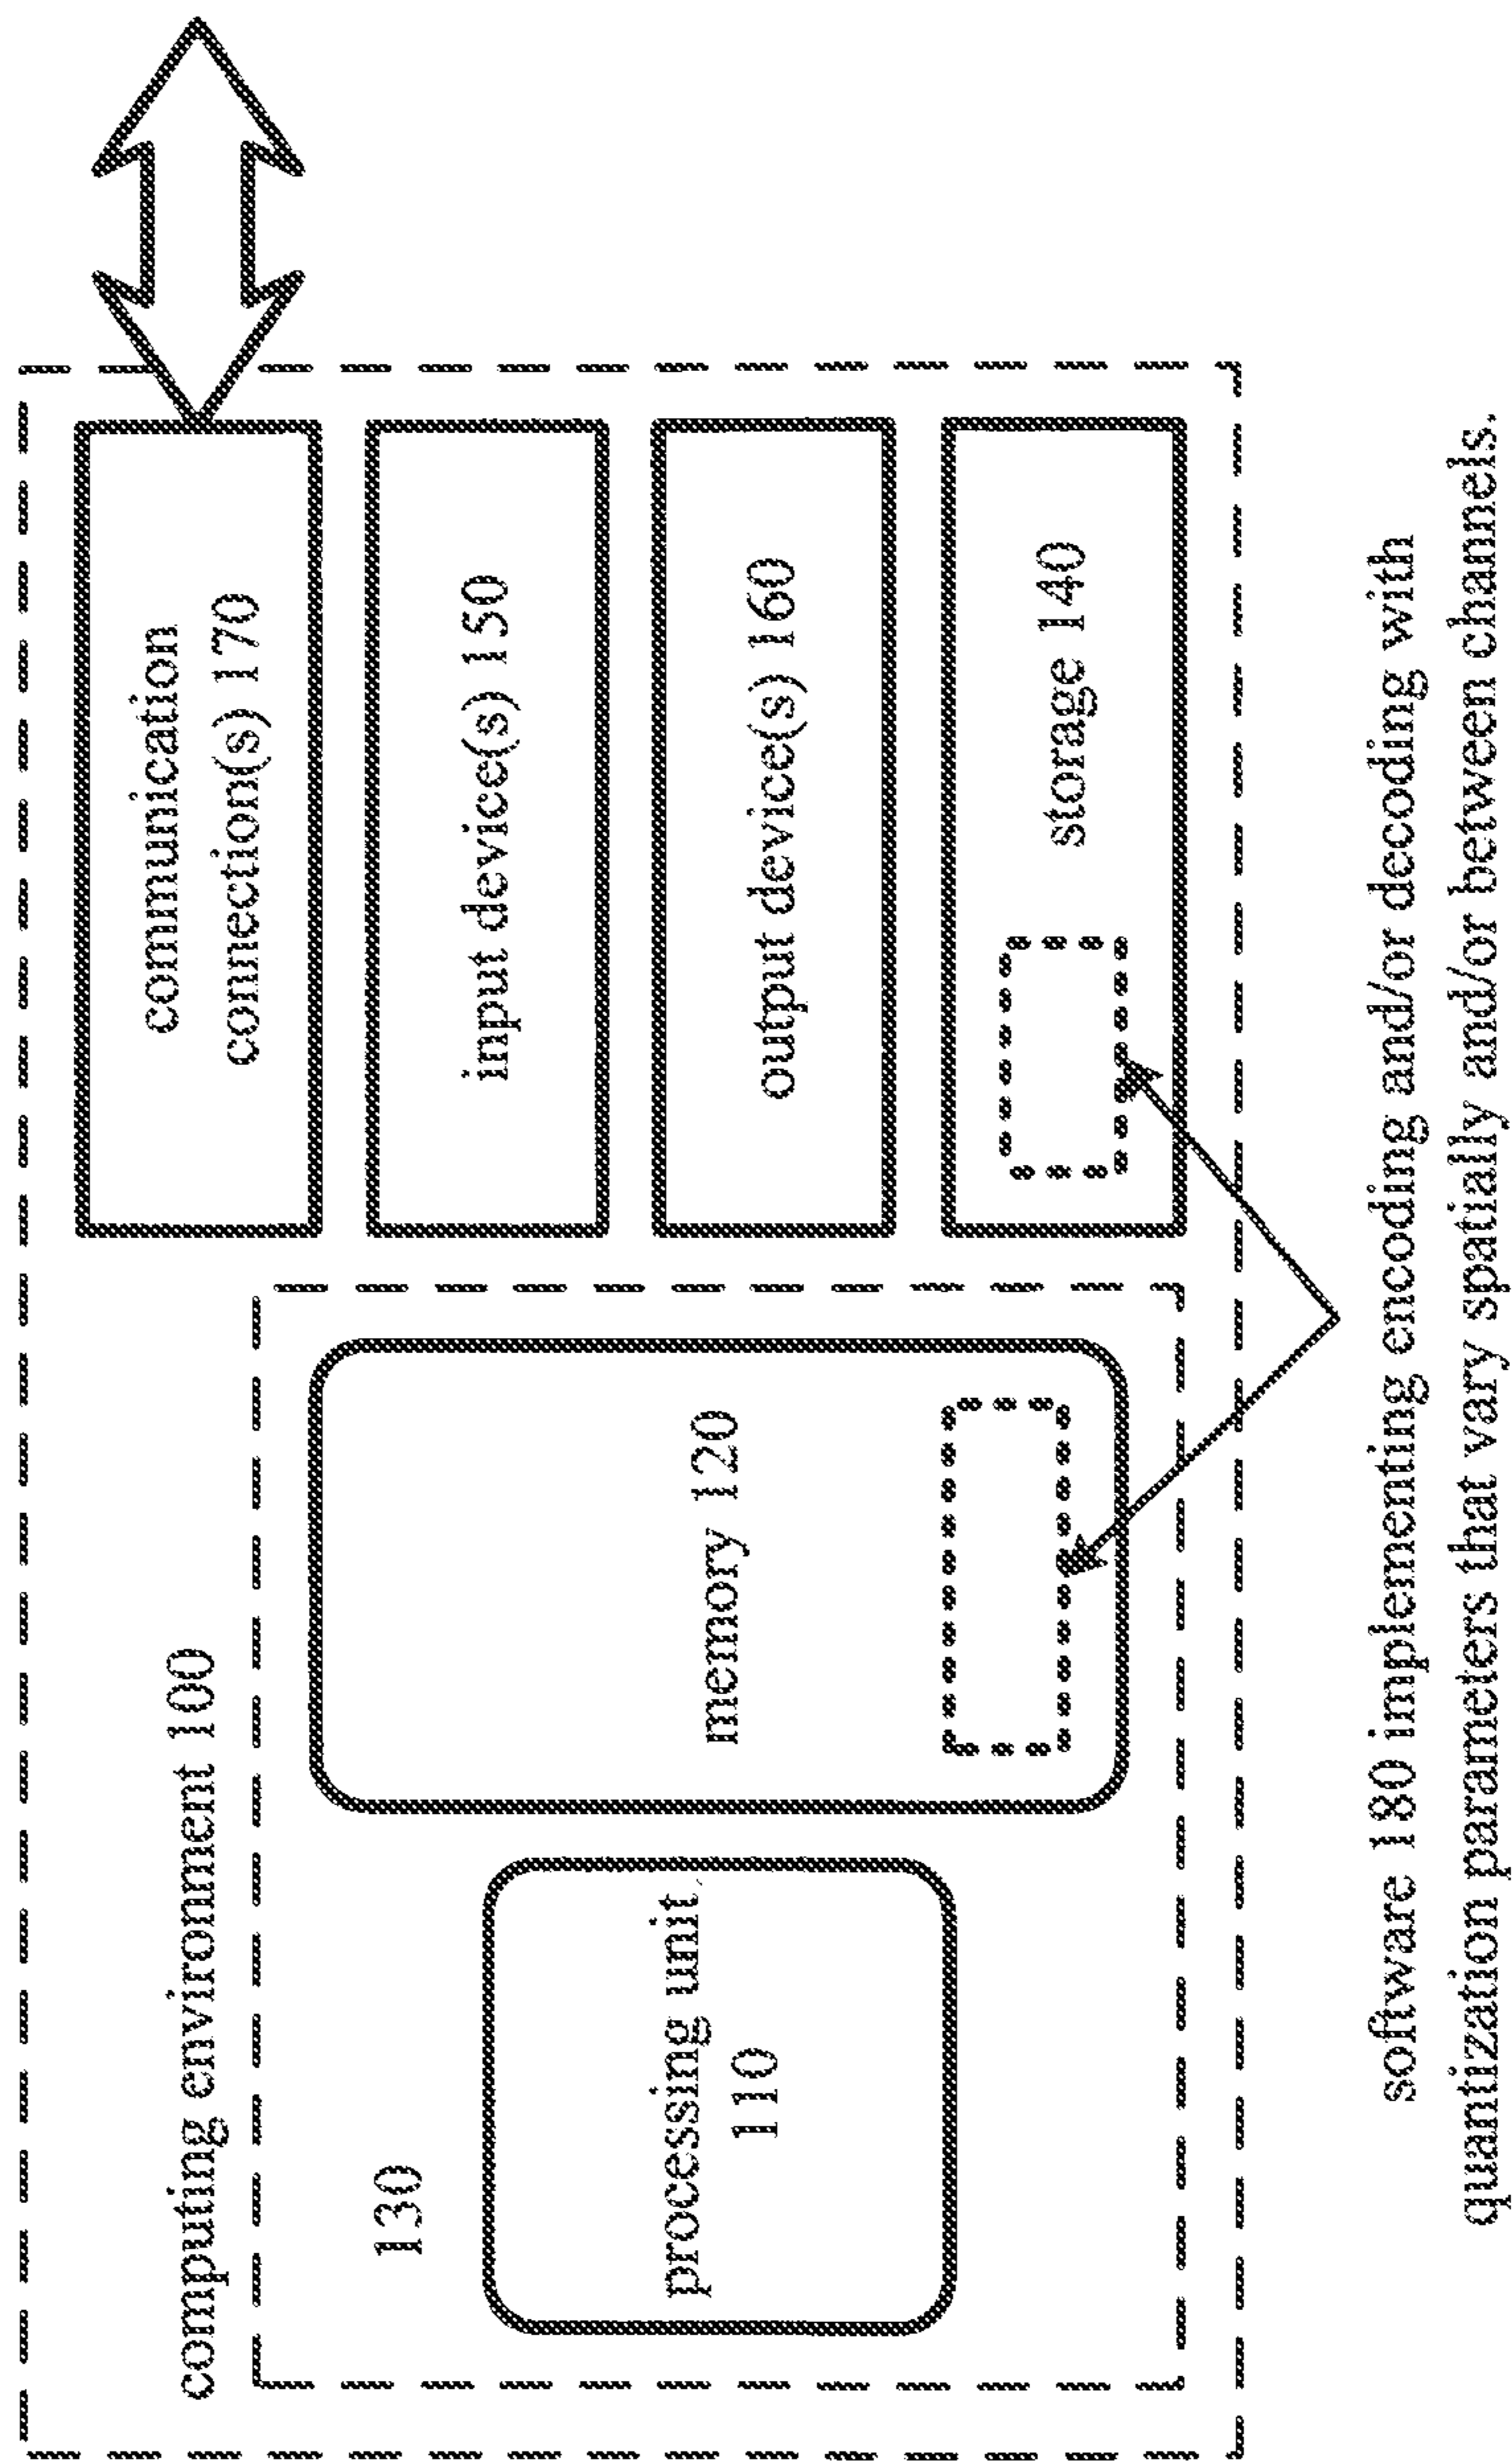 computing environment 100
130
processing unit
110
memory 120
communication
connection(s) 170
input device(s) 150
output device(s) 160
storage 140
software 180 implementing encoding and/or decoding with
quantization parameters that vary spatially and/or between channels.